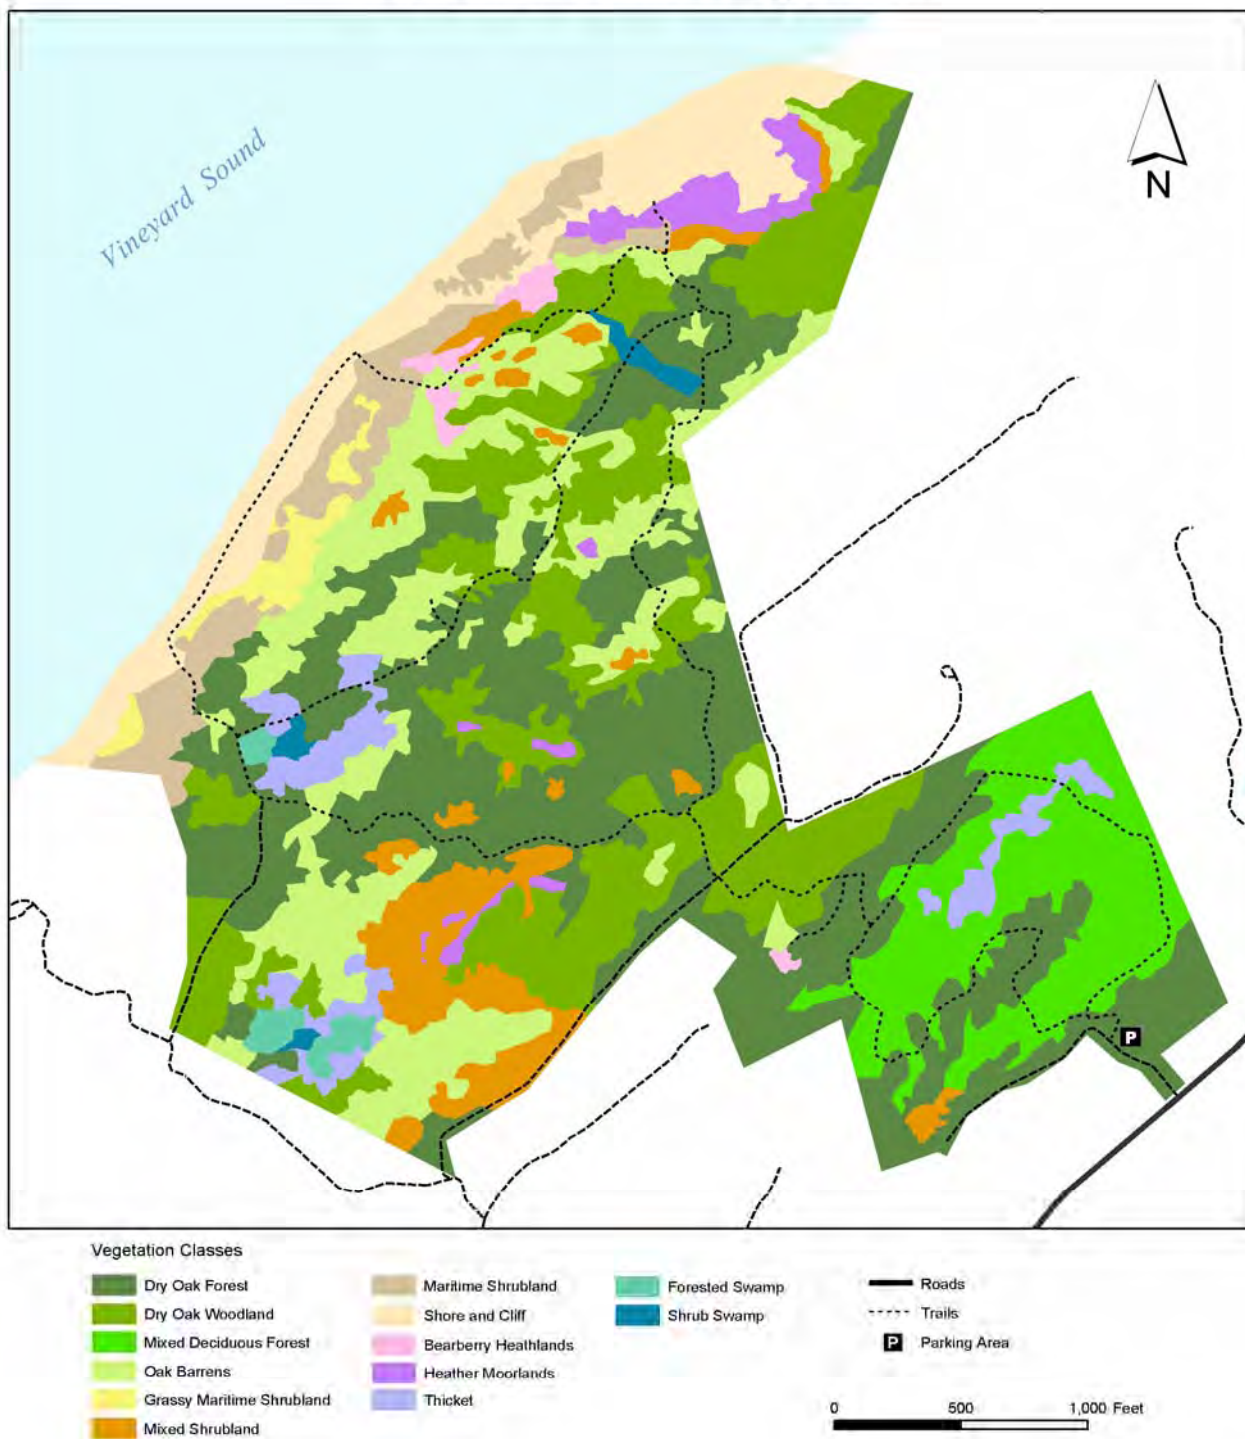 Vineyard Sound
N
P
Vegetation Classes
Dry Oak Forest
Dry Oak Woodland
Mixed Deciduous Forest
Oak Barrens
Grassy Maritime Shrubland
Mixed Shrubland
Maritime Shrubland
Shore and Cliff
Bearberry Heathlands
Heather Moorlands
Thicket
Forested Swamp
Shrub Swamp
Roads
Trails
P Parking Area
0 500 1,000 Feet